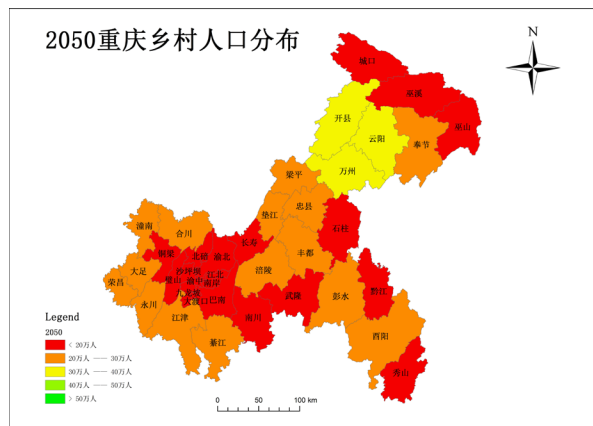 2050重庆乡村人口分布
N
城口
巫溪
开县
巫山
云阳
奉节
万州
梁平
忠县
垫江
石柱
潼南
合川
长寿
铜梁
北碚
渝北
丰都
大足
沙坪坝
江北
涪陵
荣昌
璧山
渝中
南岸
九龙坡
永川
大渡口
巴南
武隆
彭水
黔江
江津
南川
綦江
酉阳
秀山
Legend
2050
< 20万人
20万人 —— 30万人
30万人 —— 40万人
40万人 —— 50万人
> 50万人
0 50 100 km